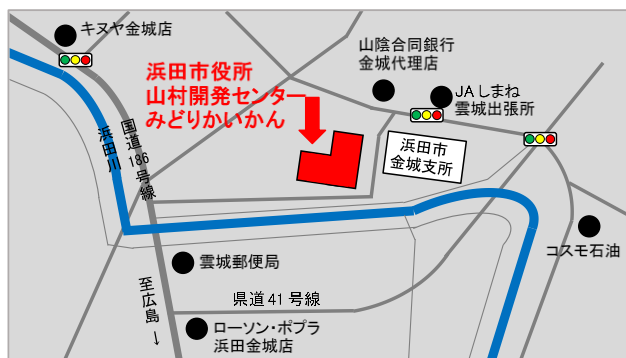 キヌヤ金城店
山陰合同銀行
金城代理店
浜田市役所
山村開発センター
みどりかいかん
JAしまね
雲城出張所
浜田市
金城支所
浜田川
国道186号線
コスモ石油
雲城郵便局
至広島→
県道41号線
ローソン・ポプラ
浜田金城店